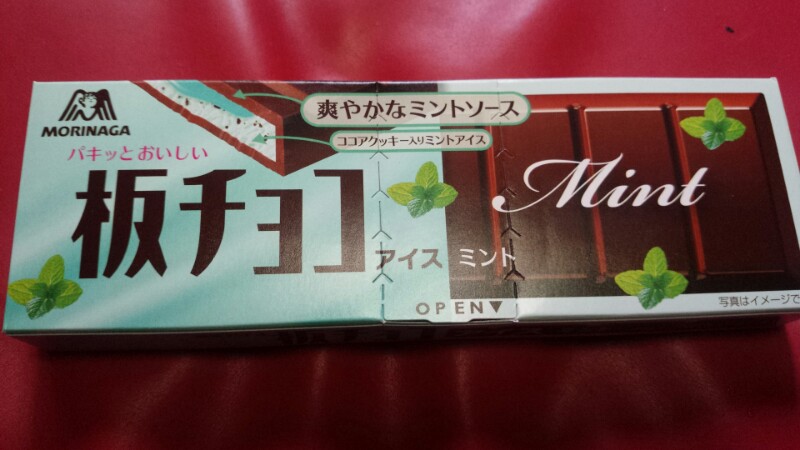 MORINAGA
パキッとおいしい
板チョコ
アイス ミント
爽やかなミントソース
ココアクッキー入りミントアイス
Mint
OPEN▼
写真はイメージで